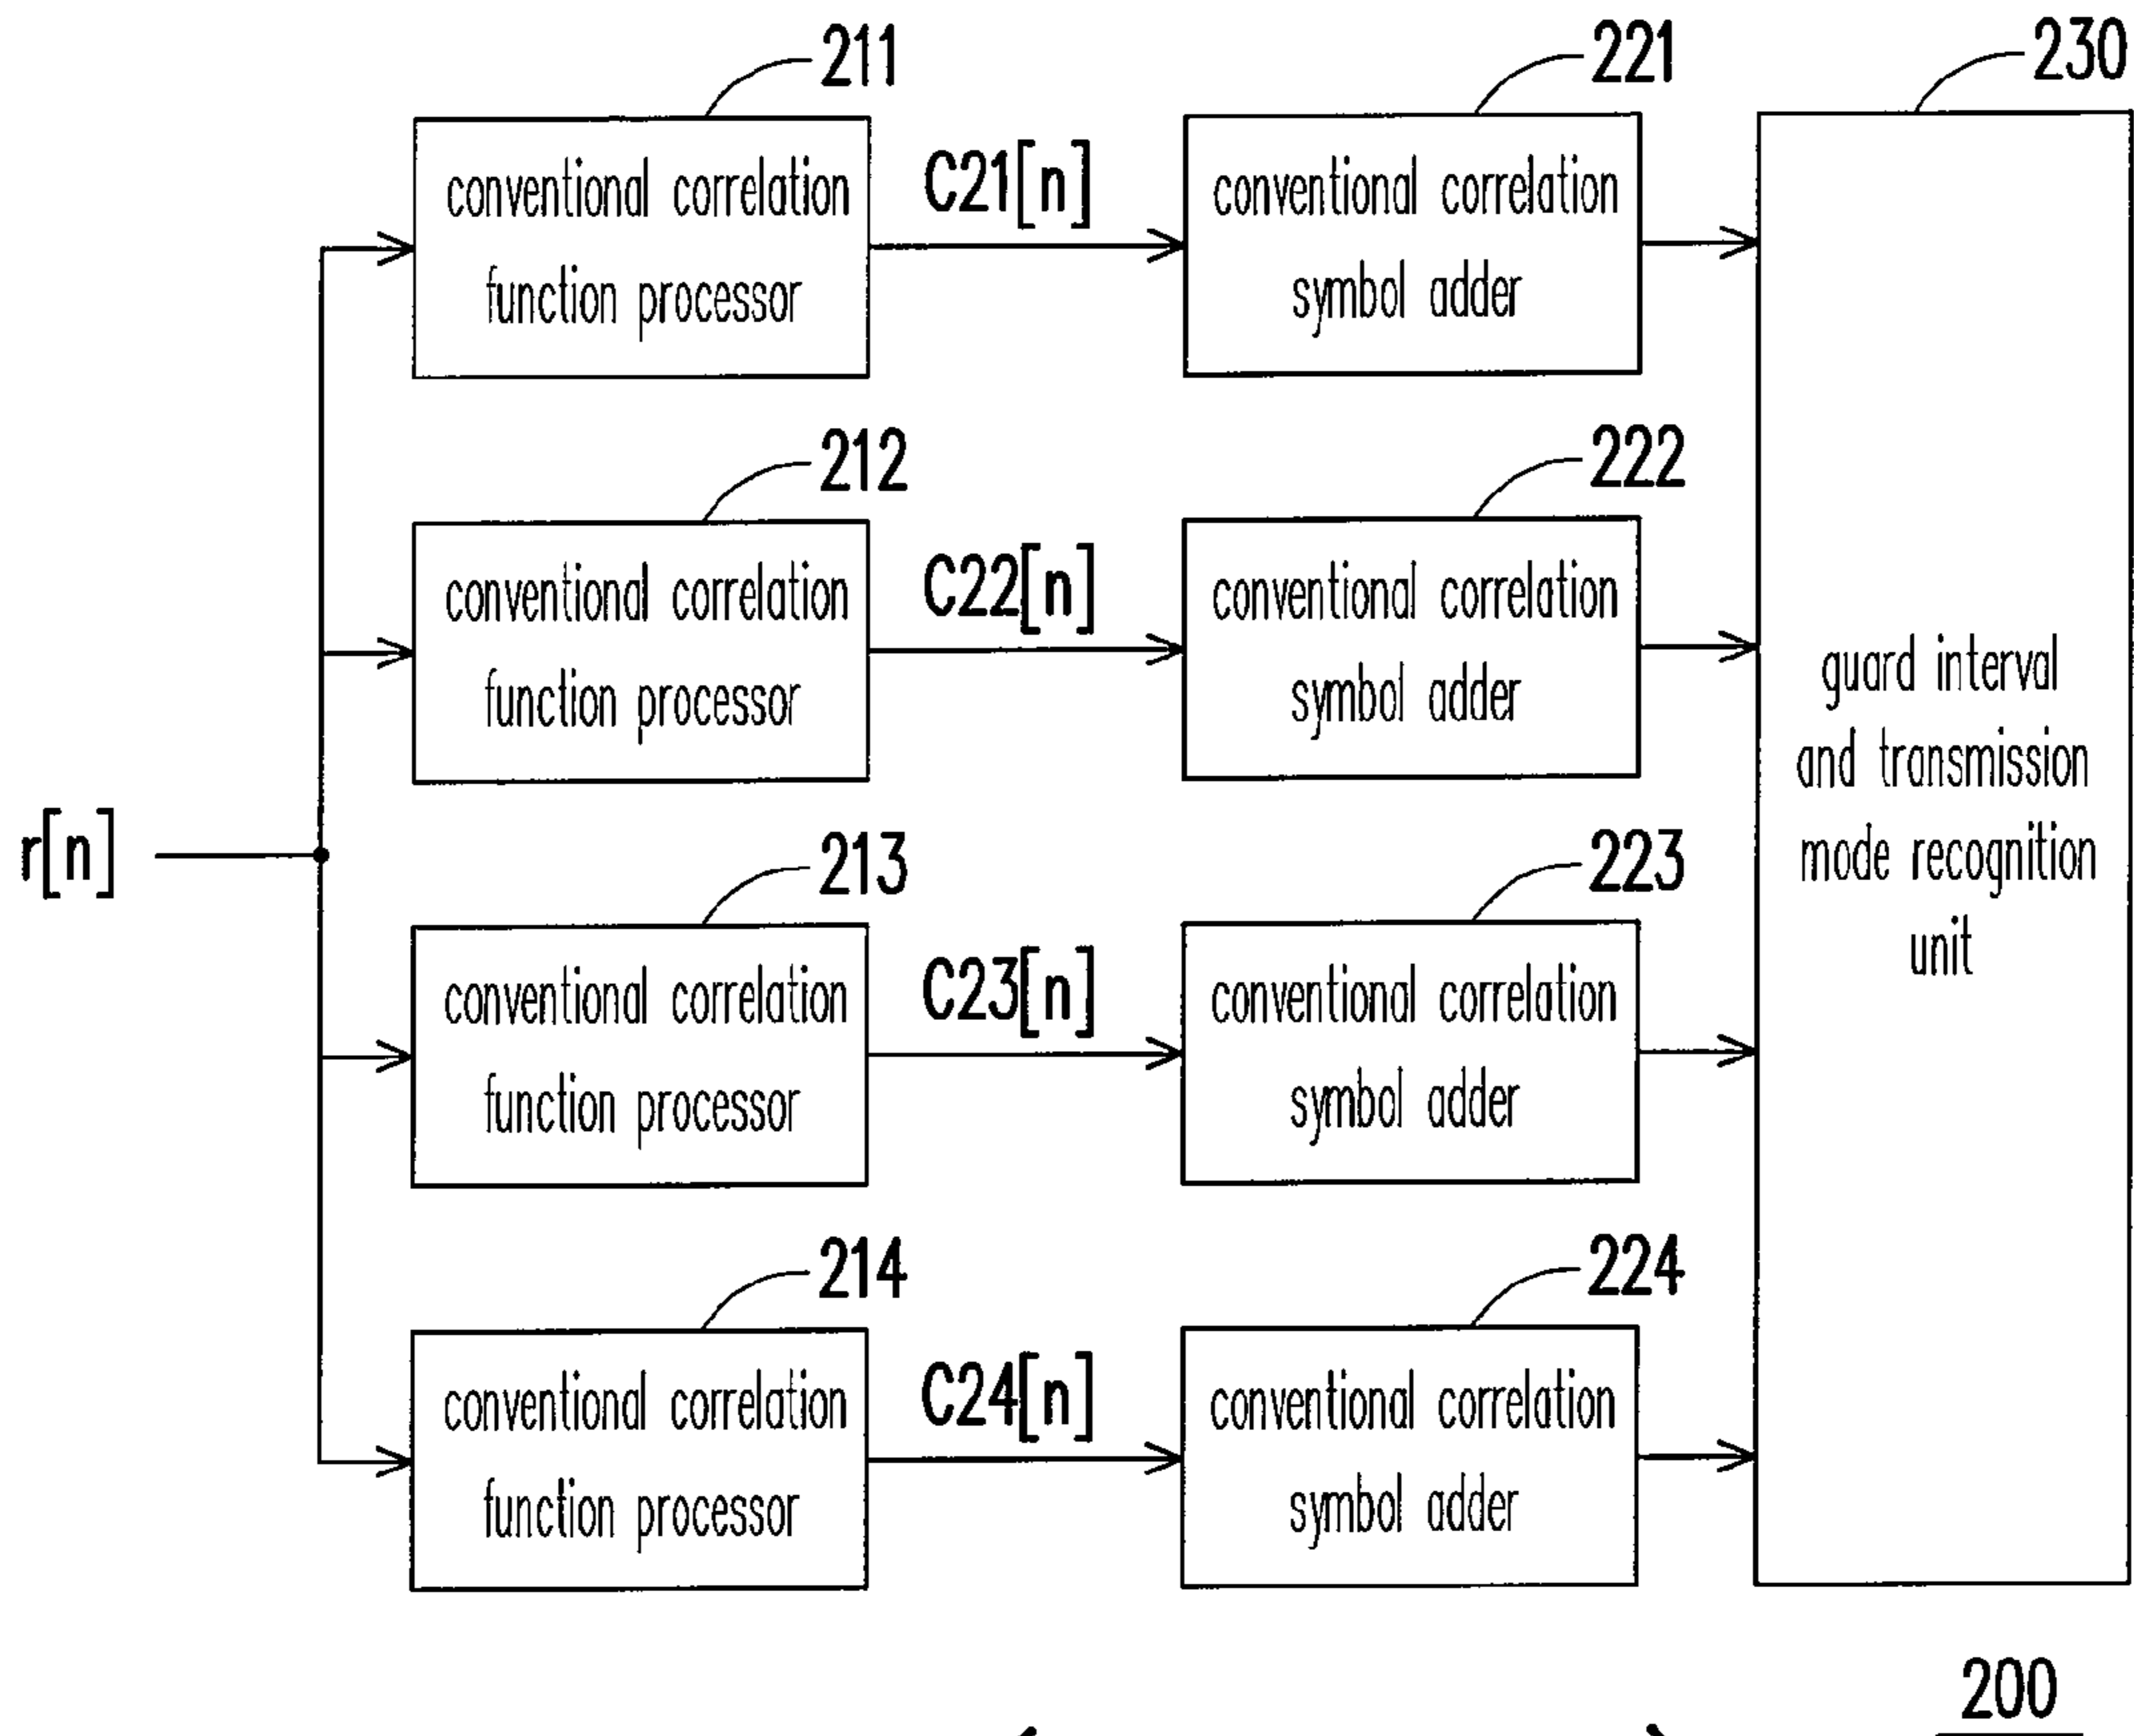 211
221
230
conventional correlation
function processor
C21[n]
conventional correlation
symbol adder
212
222
conventional correlation
function processor
C22[n]
conventional correlation
symbol adder
guard interval
and transmission
mode recognition
unit
r[n]
213
223
conventional correlation
function processor
C23[n]
conventional correlation
symbol adder
214
224
conventional correlation
function processor
C24[n]
conventional correlation
symbol adder
200